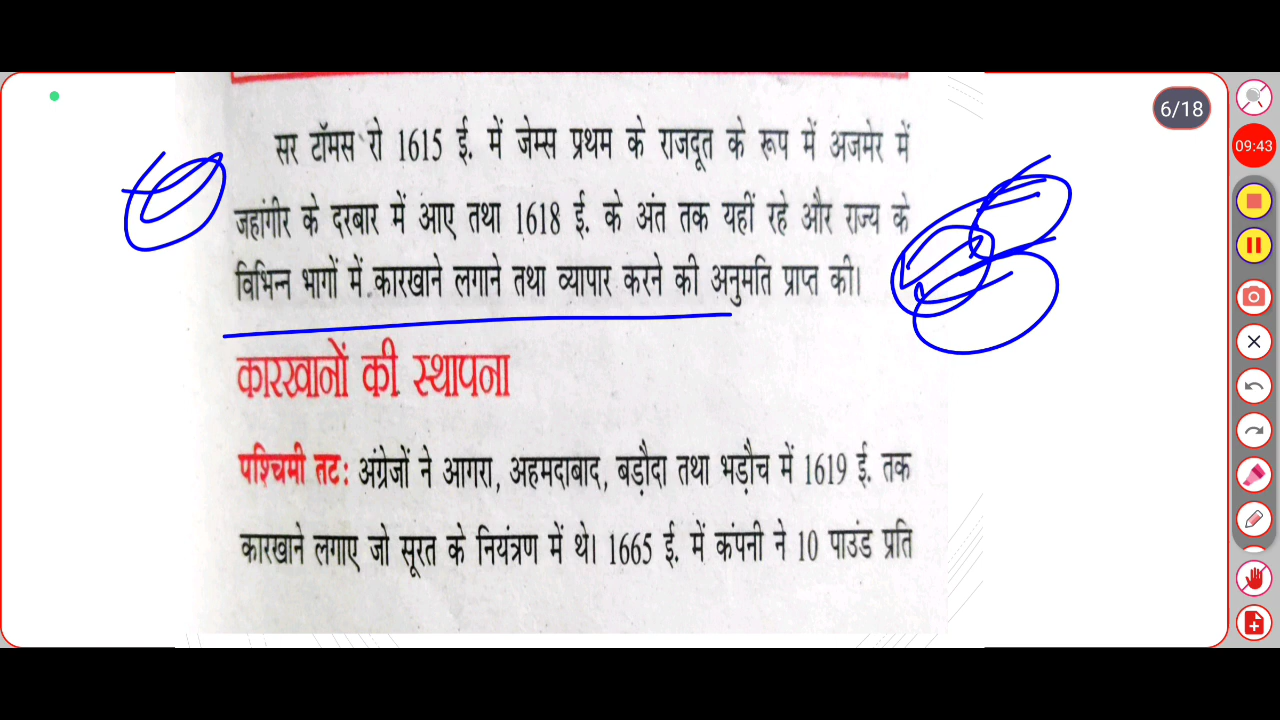 6/18
09:43
सर टॉमस रो 1615 ई. में जेम्स प्रथम के राजदूत के रूप में अजमेर में
जहांगीर के दरबार में आए तथा 1618 ई. के अंत तक यहीं रहे और राज्य के
विभिन्न भागों में कारखाने लगाने तथा व्यापार करने की अनुमति प्राप्त की।
कारखानों की स्थापना
पश्चिमी तट: अंग्रेजों ने आगरा, अहमदाबाद, बड़ौदा तथा भड़ौच में 1619 ई. तक
कारखाने लगाए जो सूरत के नियंत्रण में थे। 1665 ई. में कंपनी ने 10 पाउंड प्रति